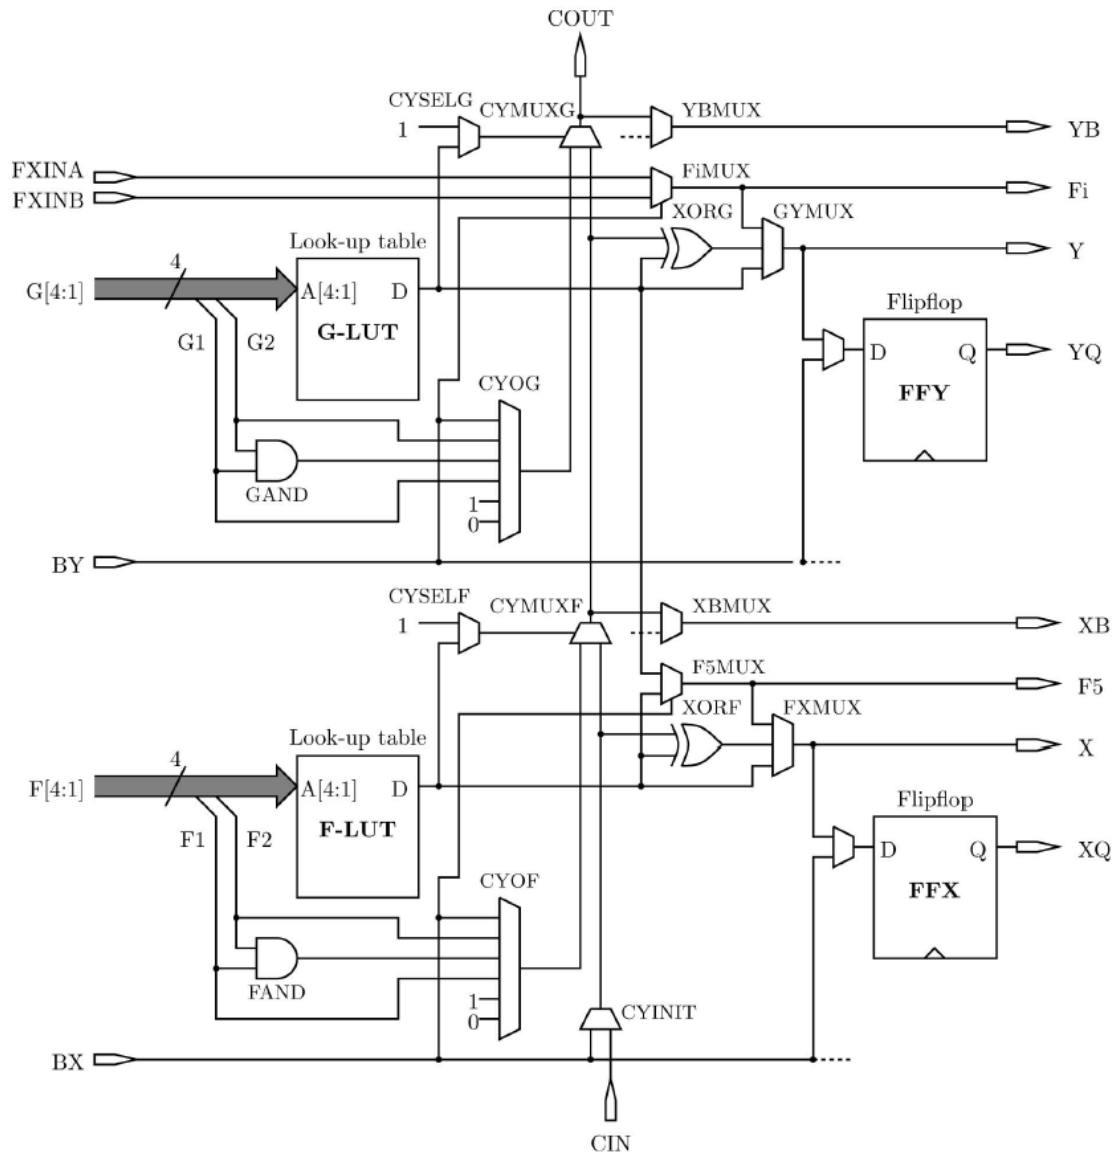 COUT
CYSELG
CYMUXG
YBMUX
1
YB
FXINA
FXINB
FiMUX
Fi
XORG
GYMUX
Y
Look-up table
4
G[4:1]
A[4:1] D
G-LUT
G1
G2
Flipflop
D Q
FFY
YQ
CYOG
GAND
1
0
BY
CYSELF
CYMUXF
XBMUX
1
XB
F5MUX
F5
XORF
FXMUX
X
Look-up table
4
F[4:1]
A[4:1] D
F-LUT
F1
F2
Flipflop
D Q
FFX
XQ
CYOF
FAND
1
0
CYINIT
BX
CIN